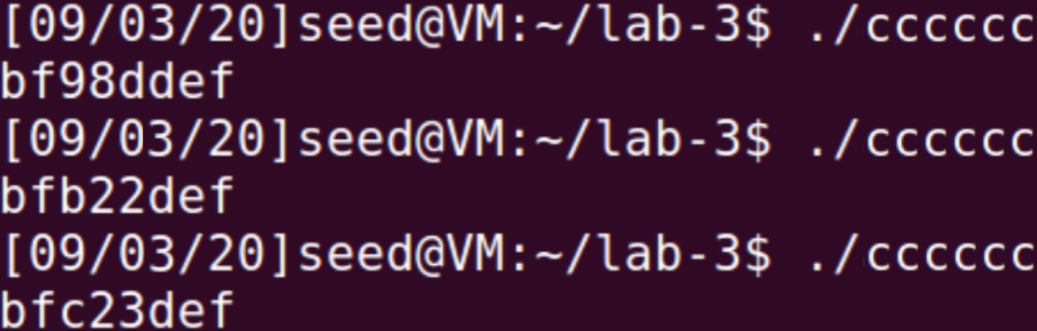 [09/03/20]seed@VM:~/lab-3$ ./cccccc
bf98ddef
[09/03/20]seed@VM:~/lab-3$ ./cccccc
bfb22def
[09/03/20]seed@VM:~/lab-3$ ./cccccc
bfc23def